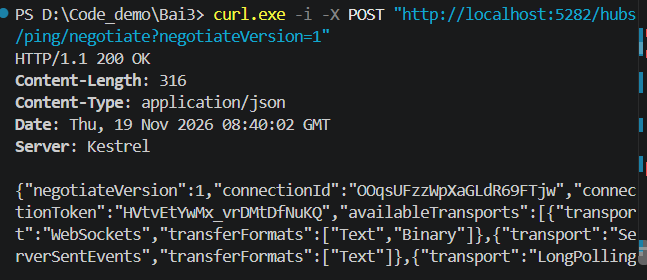 PS D:\Code_demo\Bai3> curl.exe -i -X POST "http://localhost:5282/hubs
/ping/negotiate?negotiateVersion=1"
HTTP/1.1 200 OK
Content-Length: 316
Content-Type: application/json
Date: Thu, 19 Nov 2026 08:40:02 GMT
Server: Kestrel
{"negotiateVersion":1,"connectionId":"OOqsUFzzWpXaGLdR69FTjw","connec
tionToken":"HVtvEtYwMx_vrDMtDfNuKQ","availableTransports":[{"transpor
t":"WebSockets","transferFormats":["Text","Binary"]},{"transport":"Se
rverSentEvents","transferFormats":["Text"]},{"transport":"LongPolling